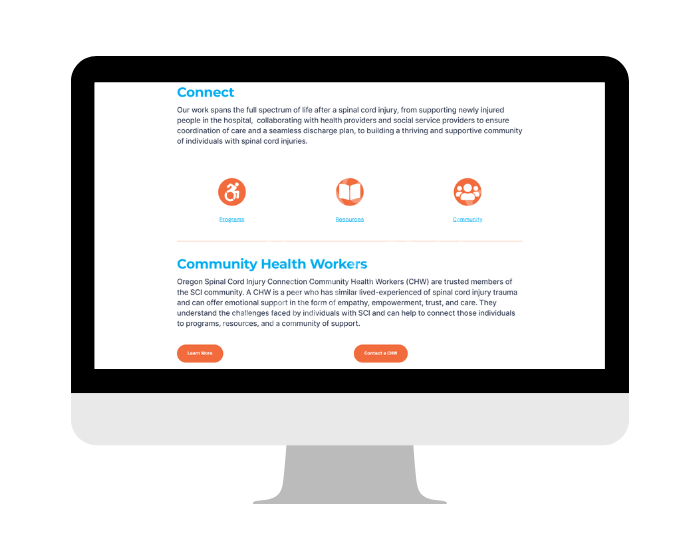 Connect
Our work spans the full spectrum of life after a spinal cord injury, from supporting newly injured
people in the hospital, collaborating with health providers and social service providers to ensure
coordination of care and a seamless discharge plan, to building a thriving and supportive community
of individuals with spinal cord injuries.
Programs Resources Community
Community Health Workers
Oregon Spinal Cord Injury Connection Community Health Workers (CHW) are trusted members of
the SCI community. A CHW is a peer who has similar lived-experienced of spinal cord injury trauma
and can offer emotional support in the form of empathy, empowerment, trust, and care. They
understand the challenges faced by individuals with SCI and can help to connect those individuals
to programs, resources, and a community of support.
Learn More Contact a CHW